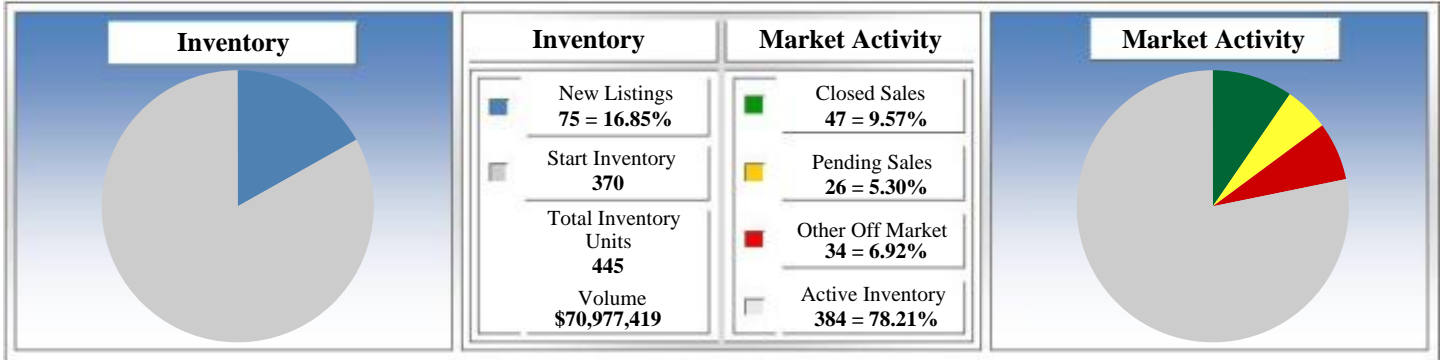 Inventory
Inventory
New Listings
75 = 16.85%
Start Inventory
370
Total Inventory
Units
445
Volume
$70,977,419
Market Activity
Closed Sales
47 = 9.57%
Pending Sales
26 = 5.30%
Other Off Market
34 = 6.92%
Active Inventory
384 = 78.21%
Market Activity